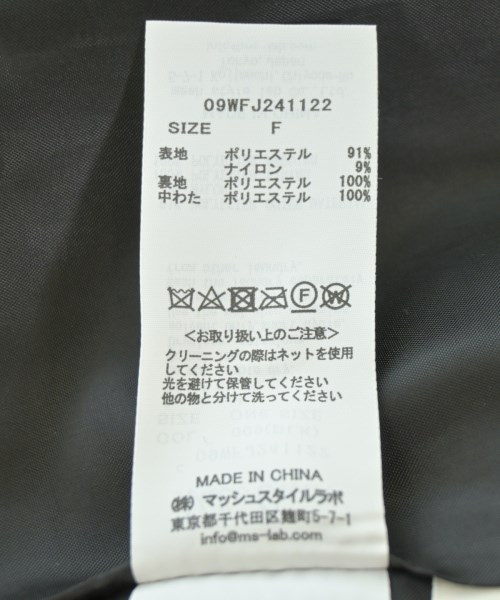 09WFJ241122
SIZE F
表地 ポリエステル 91%
ナイロン 9%
裏地 ポリエステル 100%
中わた ポリエステル 100%
F W
<お取り扱い上のご注意>
クリーニングの際はネットを使用
してください
光を避けて保管してください
他の物と分けて洗ってください
MADE IN CHINA
(株) マッシュスタイルラボ
東京都千代田区麹町5-7-1
info@ms-lab.com